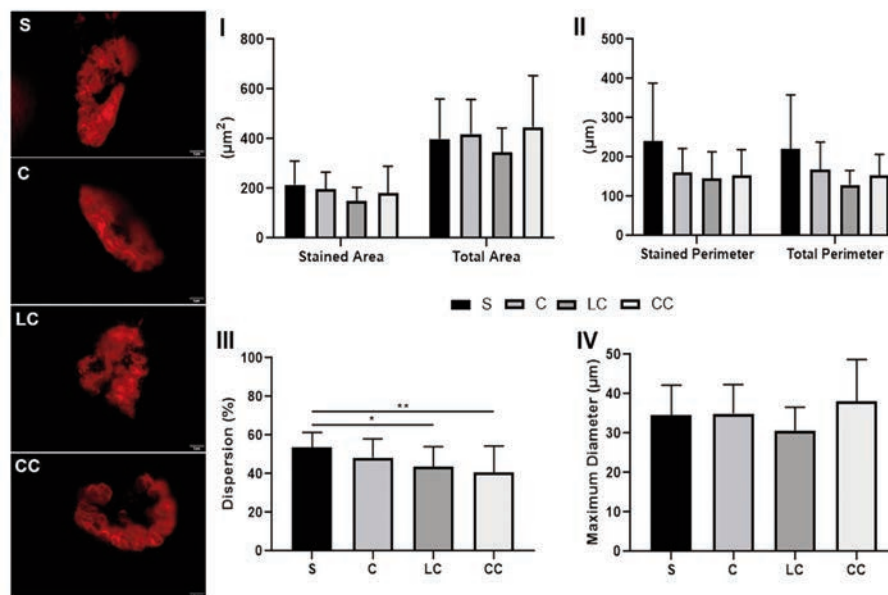 S
C
LC
CC
I
(µm²)
800
600
400
200
0
Stained Area
Total Area
II
(µm)
500
400
300
200
100
0
Stained Perimeter
Total Perimeter
S C LC CC
III
Dispersion (%)
100
80
60
40
20
0
**
*
S C LC CC
IV
Maximum Diameter (µm)
50
40
30
20
10
0
S C LC CC